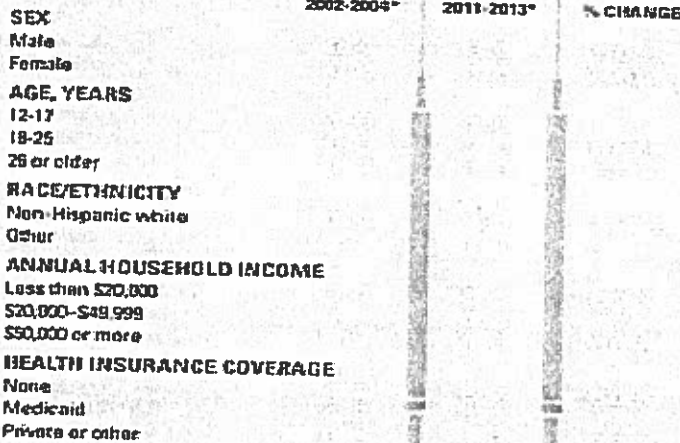 2002-2004* 2011-2013* % CHANGE
SEX
Male
Female
AGE, YEARS
12-17
18-25
26 or older
RACE/ETHNICITY
Non-Hispanic white
Other
ANNUAL HOUSEHOLD INCOME
Less than $20,000
$20,000–$49,999
$50,000 or more
HEALTH INSURANCE COVERAGE
None
Medicaid
Private or other